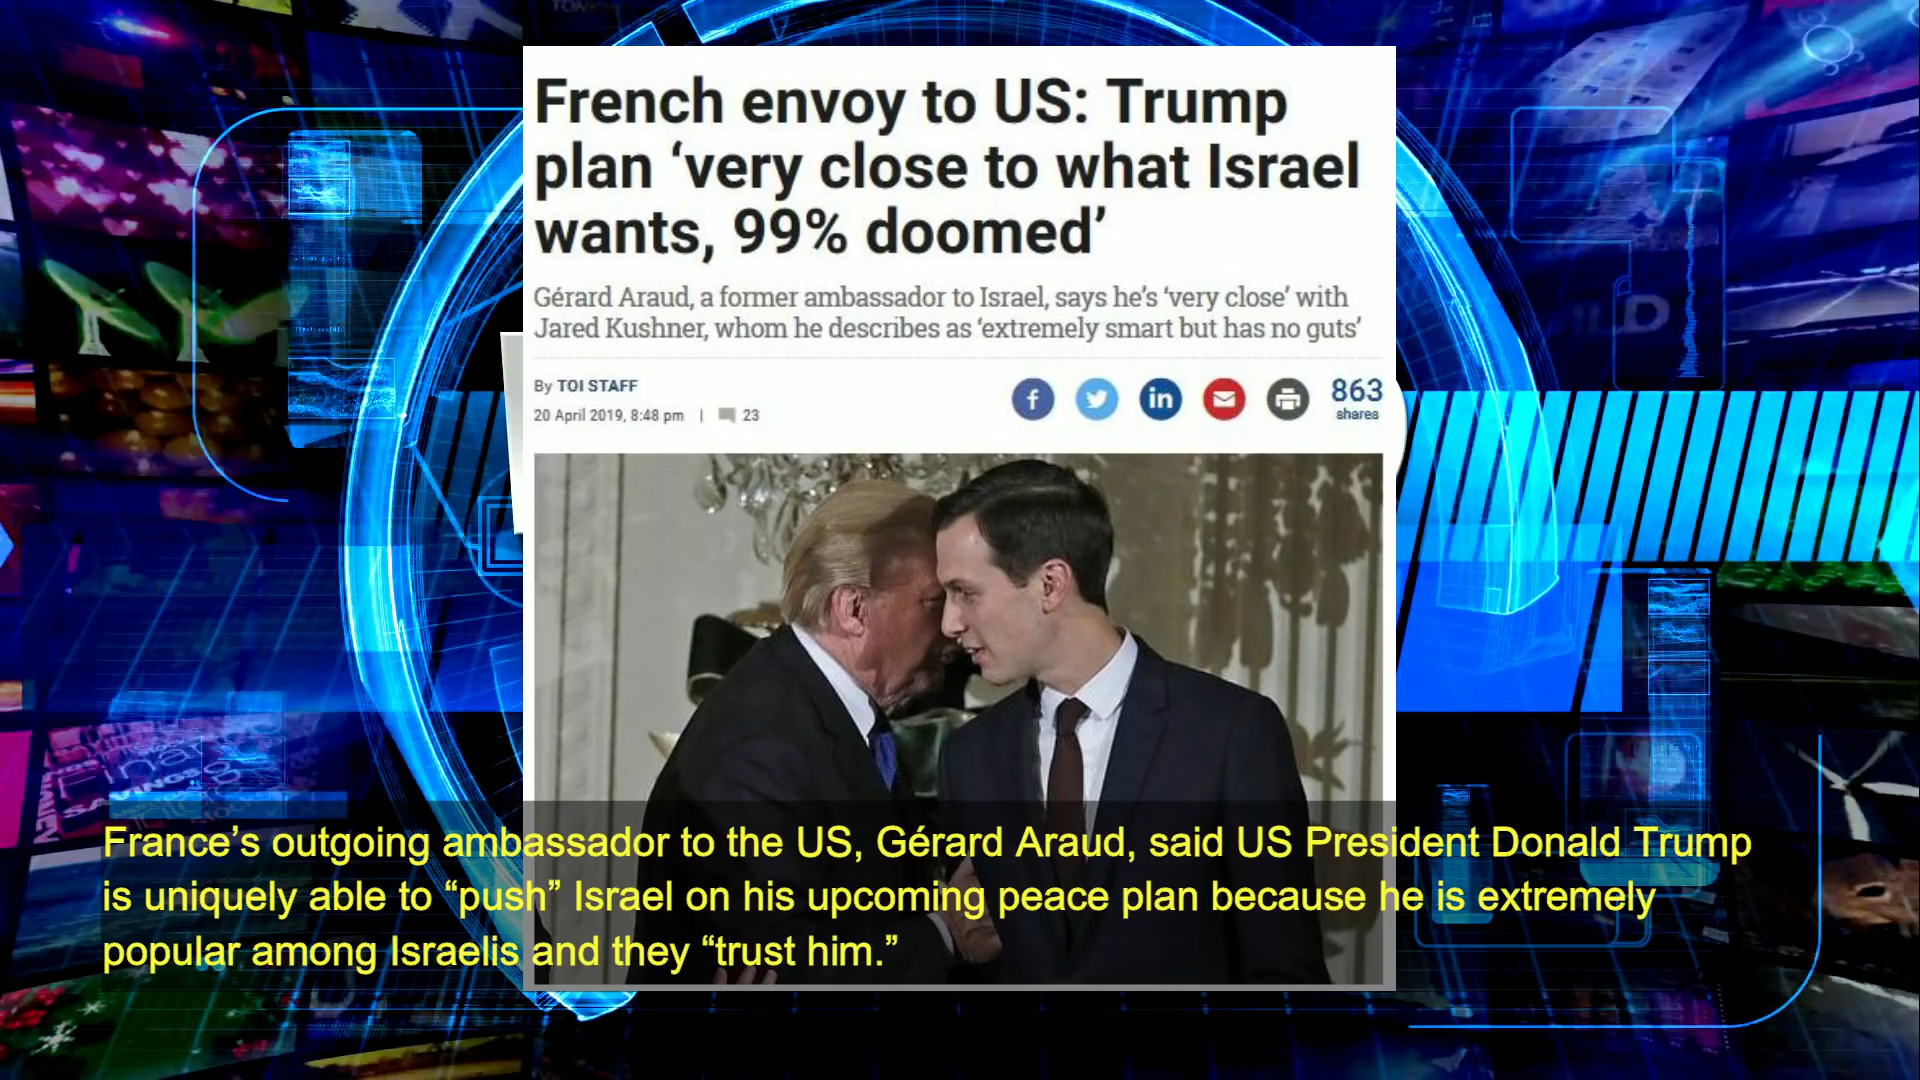 French envoy to US: Trump
plan ‘very close to what Israel
wants, 99% doomed’
Gérard Araud, a former ambassador to Israel, says he’s ‘very close’ with
Jared Kushner, whom he describes as ‘extremely smart but has no guts’
By TOI STAFF
20 April 2019, 8:48 pm | 23
863
shares
France’s outgoing ambassador to the US, Gérard Araud, said US President Donald Trump
is uniquely able to “push” Israel on his upcoming peace plan because he is extremely
popular among Israelis and they “trust him.”